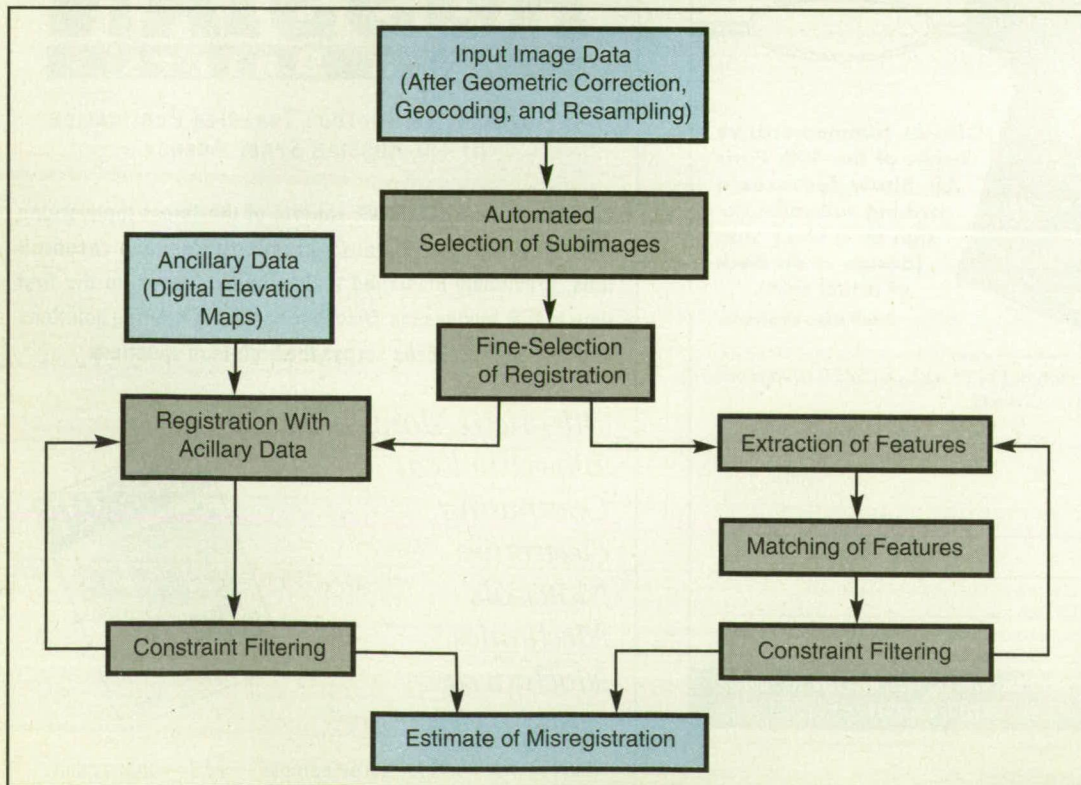 Input Image Data
(After Geometric Correction,
Geocoding, and Resampling)
Automated
Selection of Subimages
Ancillary Data
(Digital Elevation
Maps)
Fine-Selection
of Registration
Registration With
Acillary Data
Extraction of Features
Matching of Features
Constraint Filtering
Constraint Filtering
Estimate of Misregistration